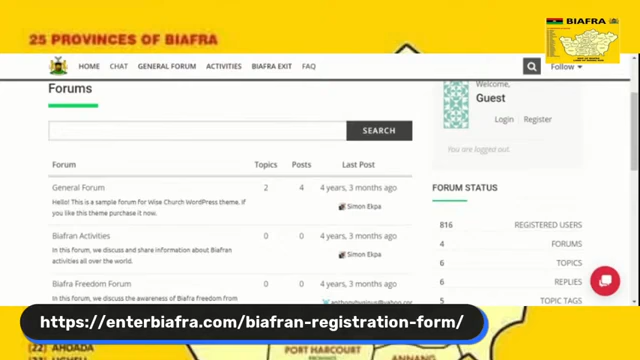 25 PROVINCES OF BIAFRA
BIAFRA
HOME CHAT GENERAL FORUM ACTIVITIES BIAFRA EXIT FAQ
Follow
Forums
SEARCH
Welcome,
Guest
Login Register
You are logged out.
Forum Topics Posts Last Post
General Forum 2 4 4 years, 3 months ago
Hello! This is a sample forum for Wise Church WordPress theme. If
you like this theme purchase it now.
Simon Ekpa
Biafran Activities 0 0 4 years, 3 months ago
In this forum, we discuss and share information about Biafran
activities all over the world.
Simon Ekpa
Biafra Freedom Forum 0 0 4 years, 3 months ago
In this forum, we discuss the awareness of Biafra freedom from
FORUM STATUS
816 REGISTERED USERS
4 FORUMS
6 TOPICS
6 REPLIES
5 TOPIC TAGS
https://enterbiafra.com/biafran-registration-form/
(22) AHOADA
PORT HARCOURT
ANNANG